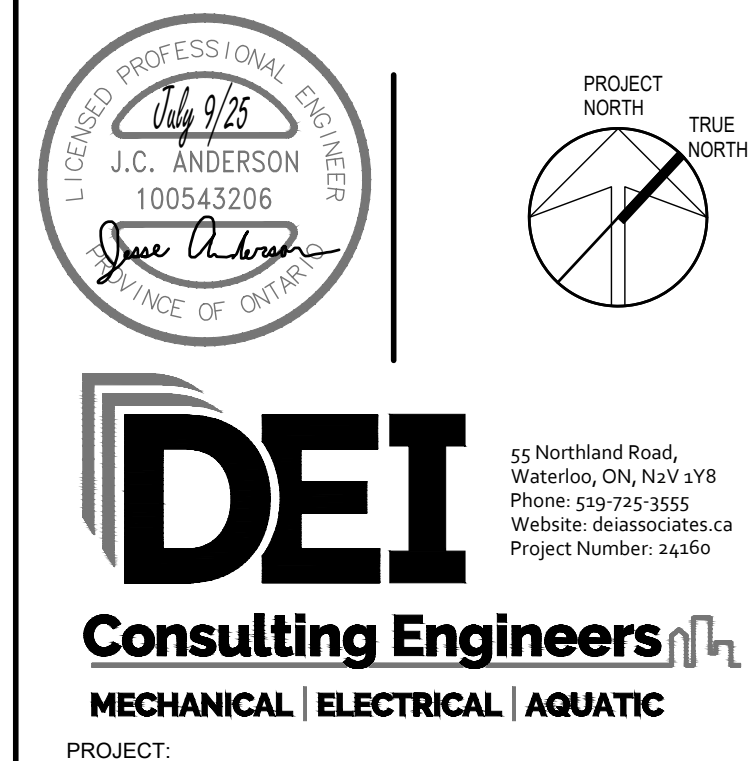 LICENSED PROFESSIONAL ENGINEER
July 9/25
J.C. ANDERSON
100543206
Jesse Anderson
PROVINCE OF ONTARIO
PROJECT
NORTH
TRUE
NORTH
DEI
55 Northland Road,
Waterloo, ON, N2V 1Y8
Phone: 519-725-3555
Website: deiassociates.ca
Project Number: 24160
Consulting Engineers
MECHANICAL | ELECTRICAL | AQUATIC
PROJECT: